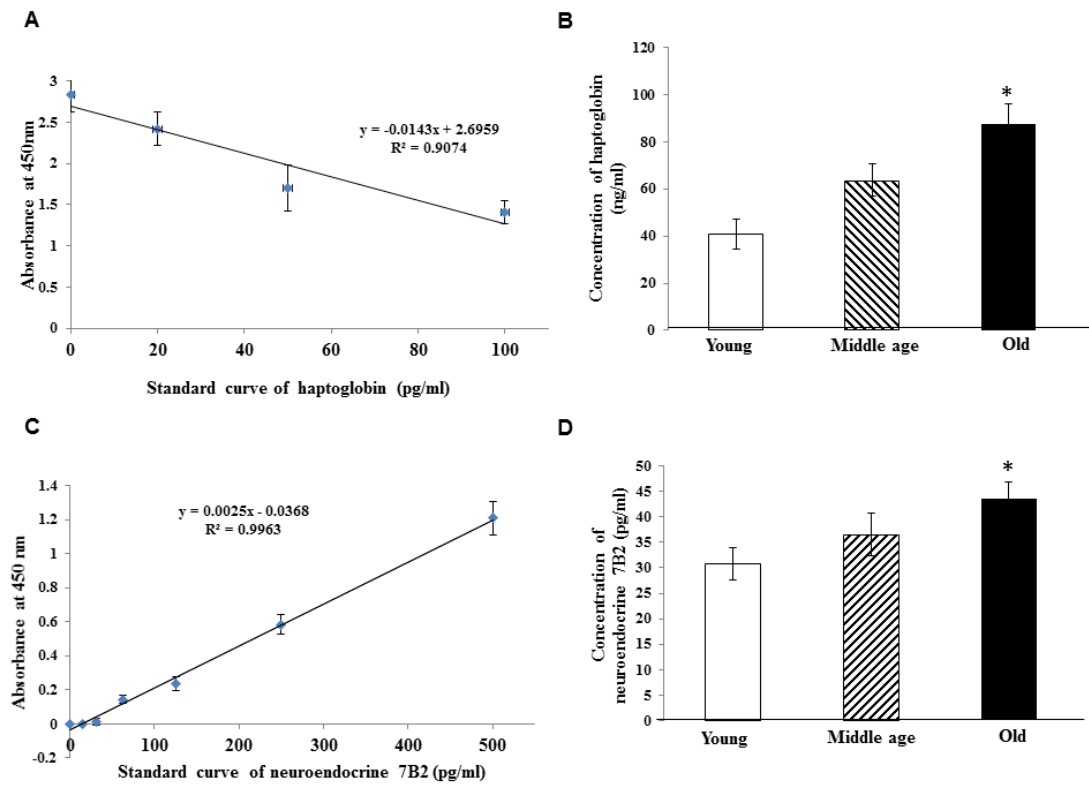 A
3
2.5
2
1.5
1
0.5
0
Absorbance at 450nm
y = -0.0143x + 2.6959
R² = 0.9074
0 20 40 60 80 100
Standard curve of haptoglobin (pg/ml)
B
120
100
80
60
40
20
0
Concentration of haptoglobin
(ng/ml)
*
Young Middle age Old
C
1.4
1.2
1
0.8
0.6
0.4
0.2
0
-0.2
Absorbance at 450 nm
y = 0.0025x - 0.0368
R² = 0.9963
0 100 200 300 400 500
Standard curve of neuroendocrine 7B2 (pg/ml)
D
50
45
40
35
30
25
20
15
10
5
0
Concentration of
neuroendocrine 7B2 (pg/ml)
*
Young Middle age Old